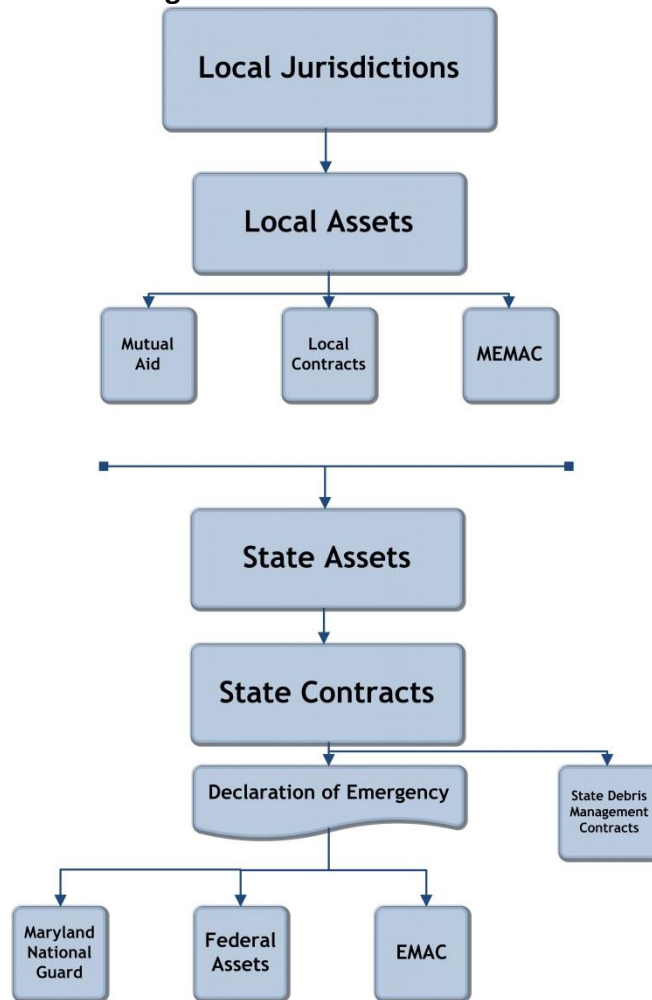 Local Jurisdictions
Local Assets
Mutual
Aid
Local
Contracts
MEMAC
State Assets
State Contracts
Declaration of Emergency
State Debris
Management
Contracts
Maryland
National
Guard
Federal
Assets
EMAC